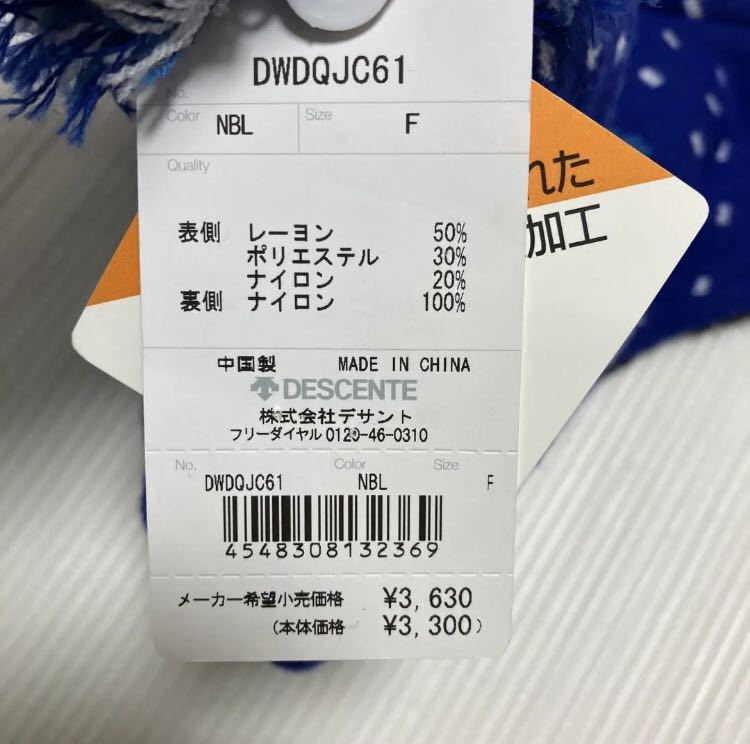 DWDQJC61
No.
Color NBL Size F
Quality
表側 レーヨン 50%
ポリエステル 30%
ナイロン 20%
裏側 ナイロン 100%
中国製 MADE IN CHINA
DESCENTE
株式会社デサント
フリーダイヤル 0120-46-0310
No. Color Size
DWDQJC61 NBL F
4548308132369
メーカー希望小売価格 ¥3,630
(本体価格 ¥3,300)
れた
加工